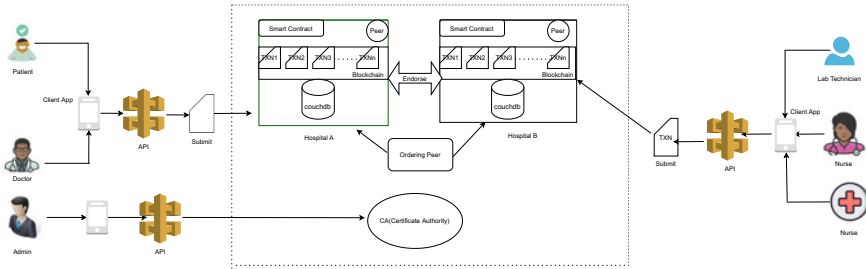 Patient
Client App
API
Submit
Doctor
Admin
API
Smart Contract
Peer
TXN1
TXN2
TXN3
......
TXNn
Blockchain
couchdb
Hospital A
Endorse
Smart Contract
Peer
TXN1
TXN2
TXN3
......
TXNn
Blockchain
couchdb
Hospital B
Ordering Peer
CA(Certificate Authority)
Lab Technician
Client App
TXN
Submit
API
Nurse
Nurse